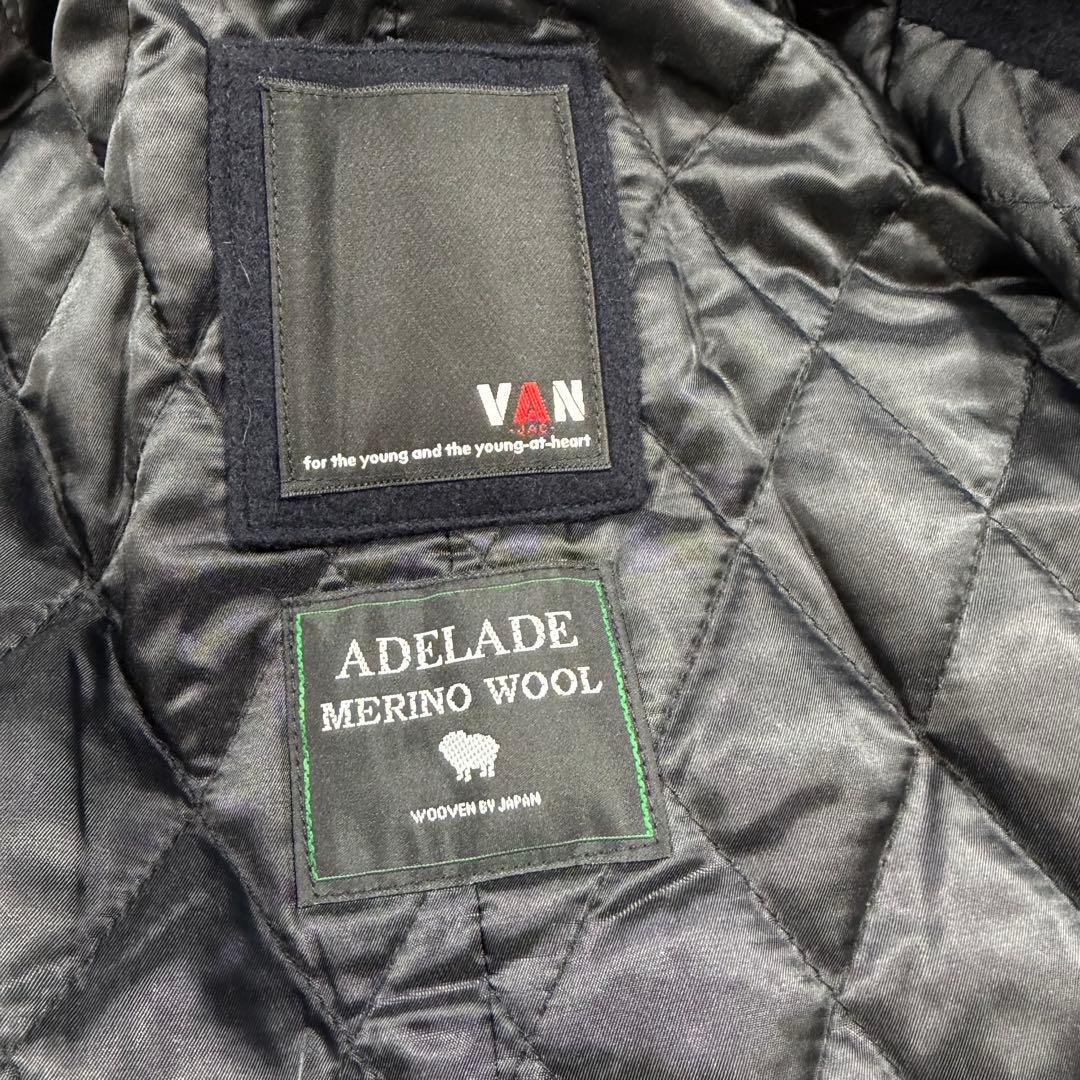 VAN
-JAC-
for the young and the young-at-heart
ADELADE
MERINO WOOL
WOOVEN BY JAPAN